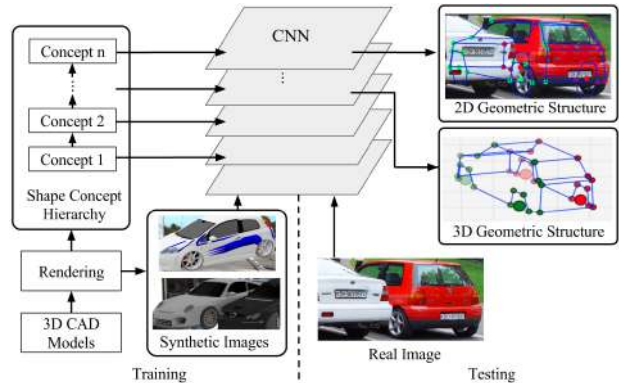 Concept n
Concept 2
Concept 1
Shape Concept
Hierarchy
Rendering
3D CAD
Models
CNN
Synthetic Images
2D Geometric Structure
3D Geometric Structure
Real Image
Training
Testing